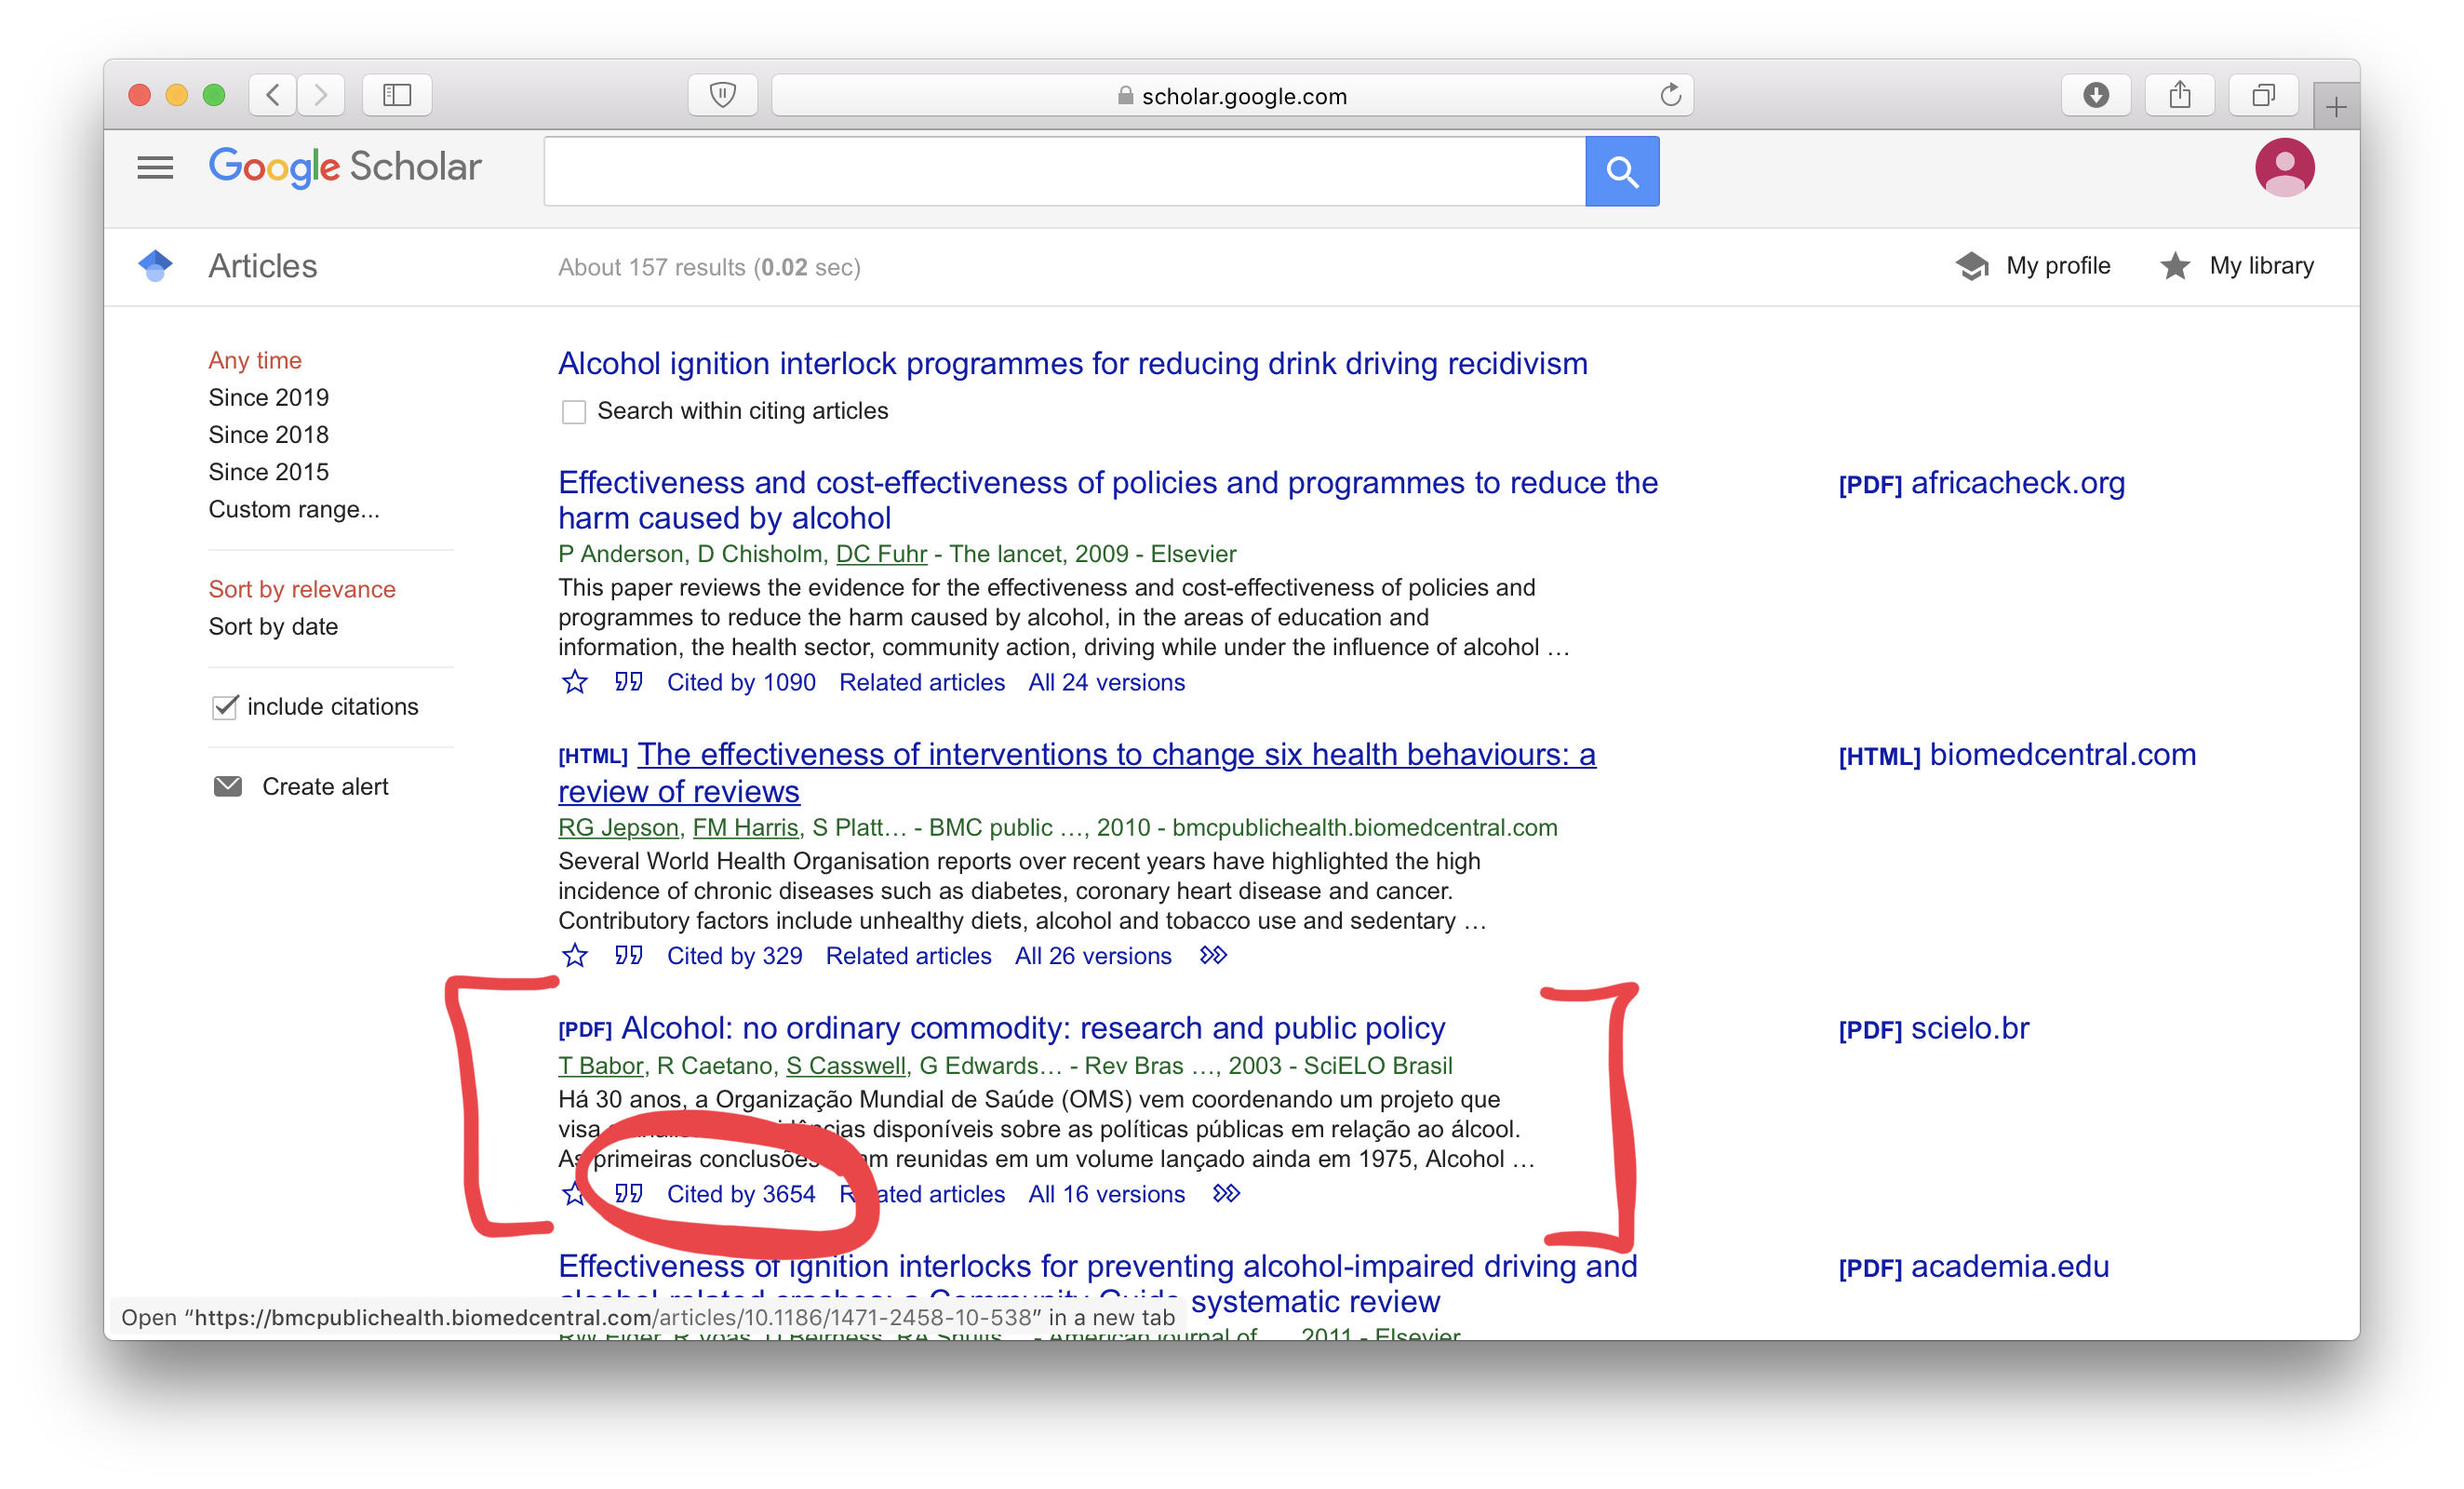 scholar.google.com
Google Scholar
Articles
About 157 results (0.02 sec)
My profile
My library
Any time
Since 2019
Since 2018
Since 2015
Custom range...
Sort by relevance
Sort by date
include citations
Create alert
Alcohol ignition interlock programmes for reducing drink driving recidivism
Search within citing articles
Effectiveness and cost-effectiveness of policies and programmes to reduce the
harm caused by alcohol
[PDF] africacheck.org
P Anderson, D Chisholm, DC Fuhr - The lancet, 2009 - Elsevier
This paper reviews the evidence for the effectiveness and cost-effectiveness of policies and
programmes to reduce the harm caused by alcohol, in the areas of education and
information, the health sector, community action, driving while under the influence of alcohol …
Cited by 1090 Related articles All 24 versions
[HTML] The effectiveness of interventions to change six health behaviours: a
review of reviews
[HTML] biomedcentral.com
RG Jepson, FM Harris, S Platt… - BMC public …, 2010 - bmcpublichealth.biomedcentral.com
Several World Health Organisation reports over recent years have highlighted the high
incidence of chronic diseases such as diabetes, coronary heart disease and cancer.
Contributory factors include unhealthy diets, alcohol and tobacco use and sedentary …
Cited by 329 Related articles All 26 versions
[PDF] Alcohol: no ordinary commodity: research and public policy
[PDF] scielo.br
T Babor, R Caetano, S Casswell, G Edwards… - Rev Bras …, 2003 - SciELO Brasil
Há 30 anos, a Organização Mundial de Saúde (OMS) vem coordenando um projeto que
visa disponíveis sobre as políticas públicas em relação ao álcool.
As primeiras conclusões reunidas em um volume lançado ainda em 1975, Alcohol …
Cited by 3654 Related articles All 16 versions
Effectiveness of ignition interlocks for preventing alcohol-impaired driving and
systematic review
[PDF] academia.edu
Open “https://bmcpublichealth.biomedcentral.com/articles/10.1186/1471-2458-10-538” in a new tab
2011 - Elsevier